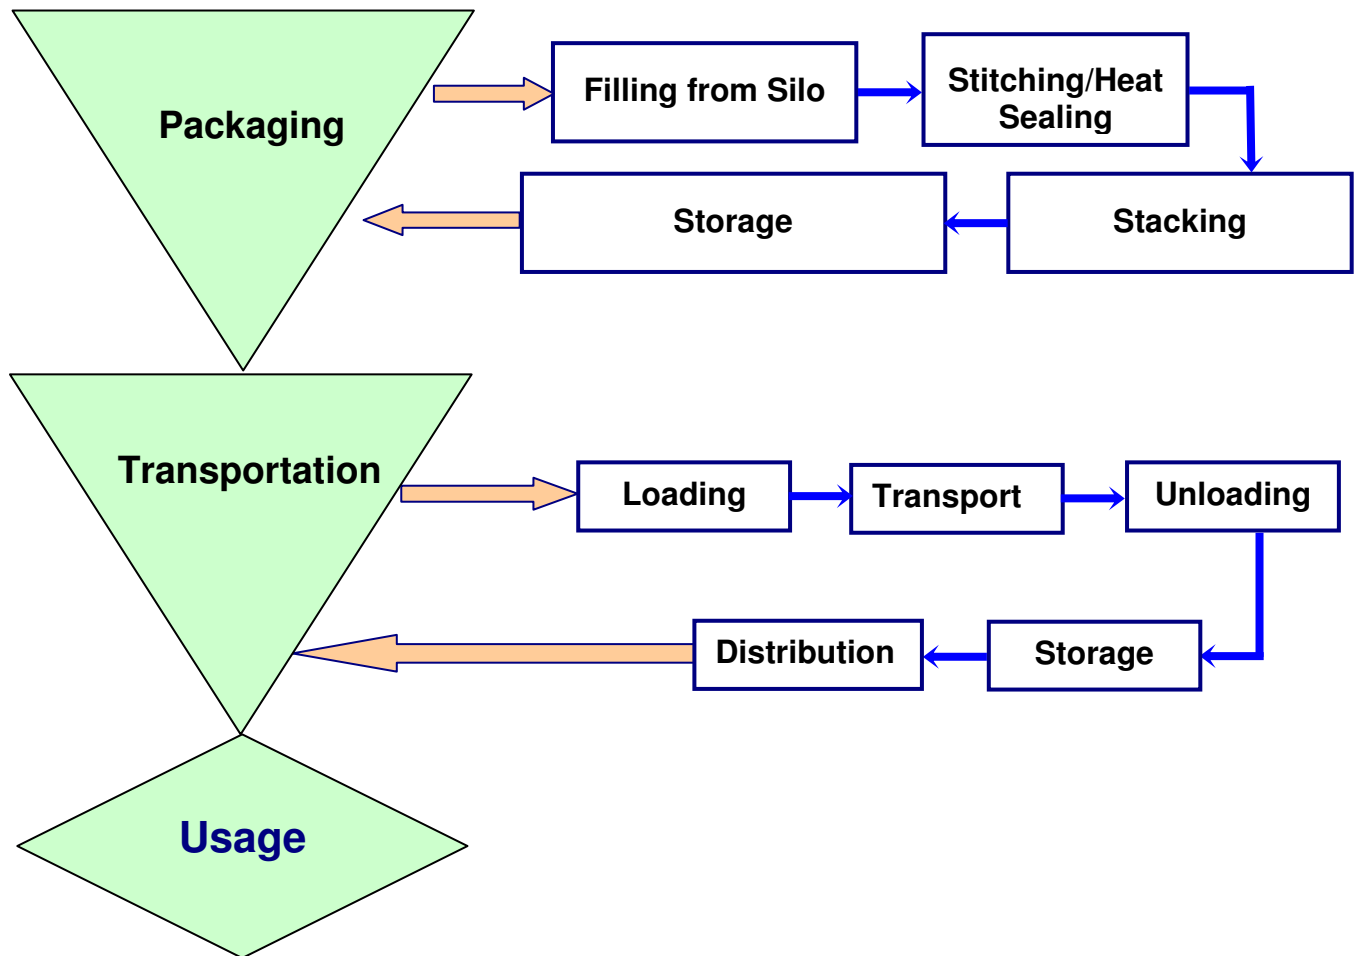 Packaging
Filling from Silo
Stitching/Heat
Sealing
Storage
Stacking
Transportation
Loading
Transport
Unloading
Distribution
Storage
Usage